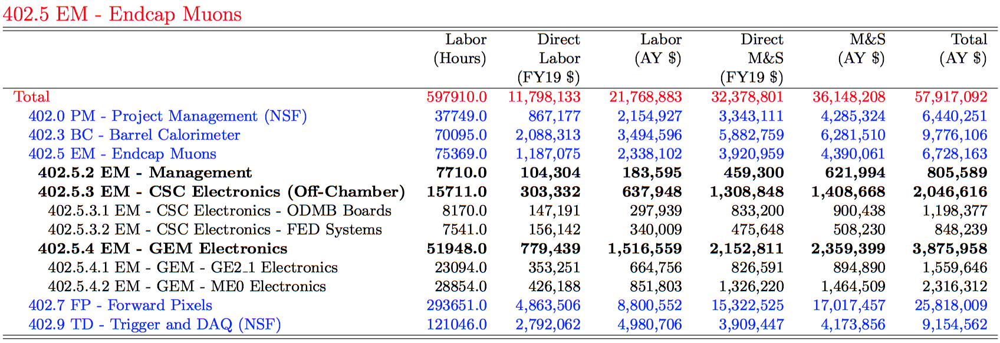 402.5 EM - Endcap Muons
Labor Direct Labor Direct M&S Total
(Hours) Labor (AY $) M&S (AY $) (AY $)
(FY19 $) (FY19 $)
Total 597910.0 11,798,133 21,768,883 32,378,801 36,148,208 57,917,092
402.0 PM - Project Management (NSF) 37749.0 867,177 2,154,927 3,343,111 4,285,324 6,440,251
402.3 BC - Barrel Calorimeter 70095.0 2,088,313 3,494,596 5,882,759 6,281,510 9,776,106
402.5 EM - Endcap Muons 75369.0 1,187,075 2,338,102 3,920,959 4,390,061 6,728,163
402.5.2 EM - Management 7710.0 104,304 183,595 459,300 621,994 805,589
402.5.3 EM - CSC Electronics (Off-Chamber) 15711.0 303,332 637,948 1,308,848 1,408,668 2,046,616
402.5.3.1 EM - CSC Electronics - ODMB Boards 8170.0 147,191 297,939 833,200 900,438 1,198,377
402.5.3.2 EM - CSC Electronics - FED Systems 7541.0 156,142 340,009 475,648 508,230 848,239
402.5.4 EM - GEM Electronics 51948.0 779,439 1,516,559 2,152,811 2,359,399 3,875,958
402.5.4.1 EM - GEM - GE2_1 Electronics 23094.0 353,251 664,756 826,591 894,890 1,559,646
402.5.4.2 EM - GEM - ME0 Electronics 28854.0 426,188 851,803 1,326,220 1,464,509 2,316,312
402.7 FP - Forward Pixels 293651.0 4,863,506 8,800,552 15,322,525 17,017,457 25,818,009
402.9 TD - Trigger and DAQ (NSF) 121046.0 2,792,062 4,980,706 3,909,447 4,173,856 9,154,562